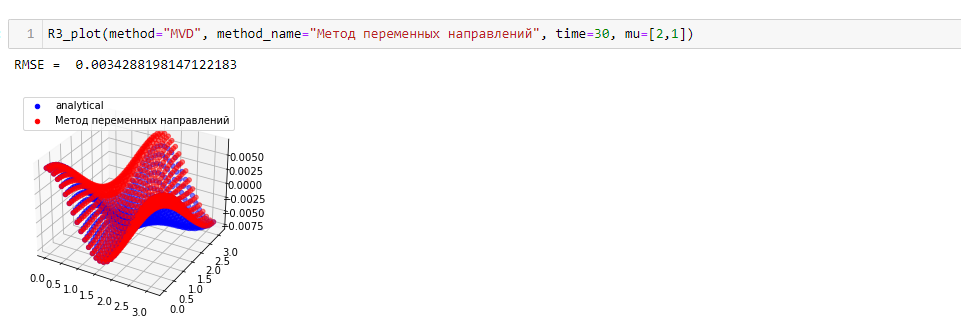 1 R3_plot(method="MVD", method_name="Метод переменных направлений", time=30, mu=[2,1])
RMSE = 0.0034288198147122183
analytical
Метод переменных направлений
0.0050
0.0025
0.0000
−0.0025
−0.0050
−0.0075
0.0 0.5 1.0 1.5 2.0 2.5 3.0
0.0 0.5 1.0 1.5 2.0 2.5 3.0